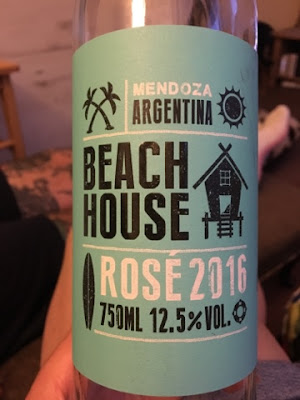 MENDOZA
ARGENTINA
BEACH
HOUSE
ROSÉ 2016
750ML 12.5% VOL.